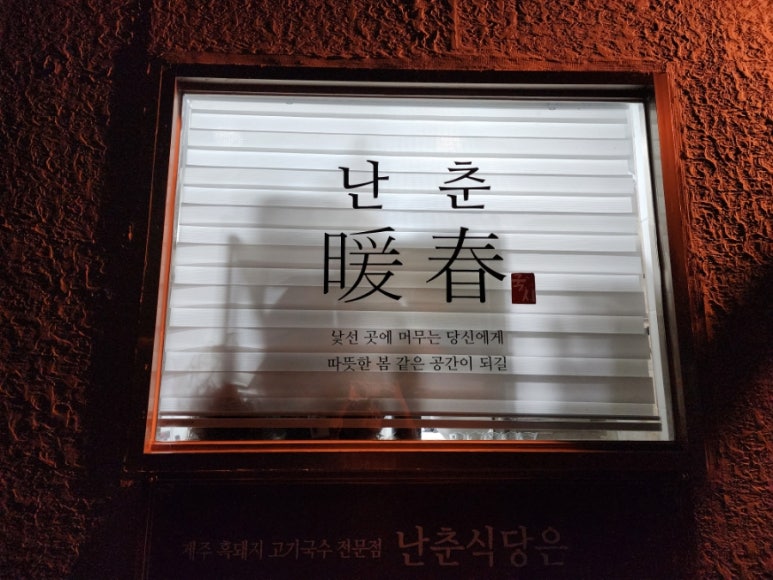 난춘
暖春
낯선 곳에 머무는 당신에게
따뜻한 봄 같은 공간이 되길
제주 흑돼지 고기국수 전문점 난춘식당은